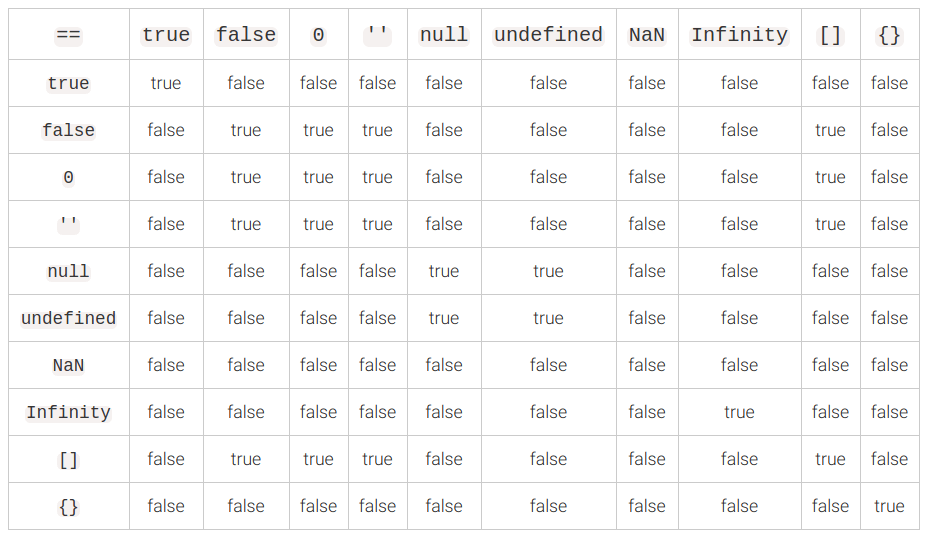 == true false 0 '' null undefined NaN Infinity [] {}
true true false false false false false false false false false
false false true true true false false false false true false
0 false true true true false false false false true false
'' false true true true false false false false true false
null false false false false true true false false false false
undefined false false false false true true false false false false
NaN false false false false false false false false false false
Infinity false false false false false false false true false false
[] false true true true false false false false true false
{} false false false false false false false false false true